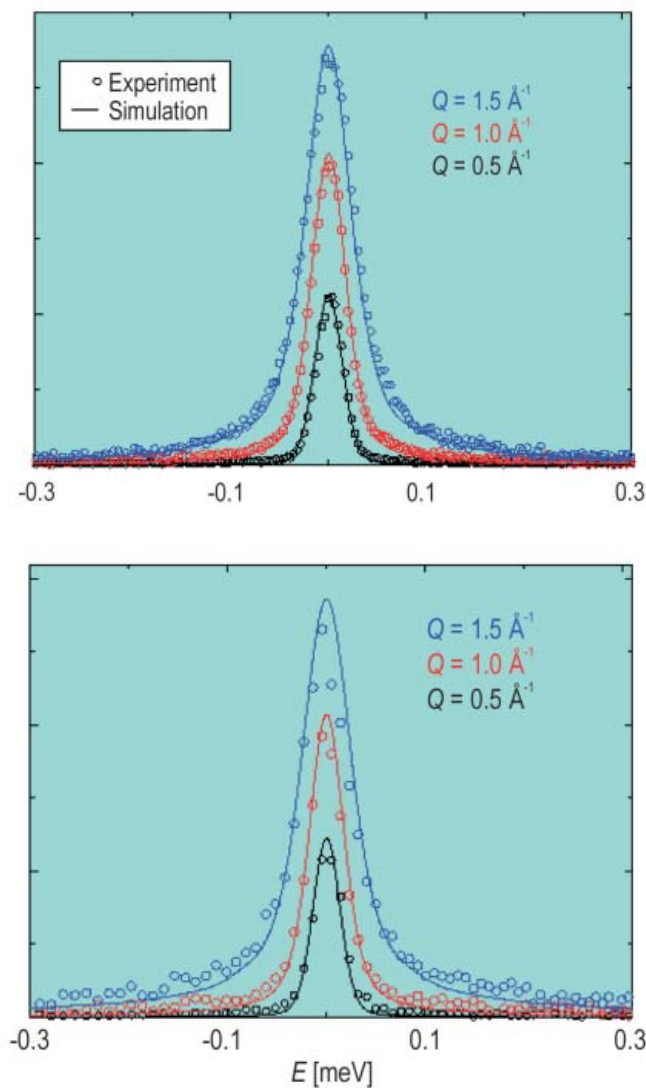 Experiment
Simulation
Q = 1.5 Å⁻¹
Q = 1.0 Å⁻¹
Q = 0.5 Å⁻¹
-0.3 -0.1 0.1 0.3
Q = 1.5 Å⁻¹
Q = 1.0 Å⁻¹
Q = 0.5 Å⁻¹
-0.3 -0.1 0.1 0.3
E [meV]